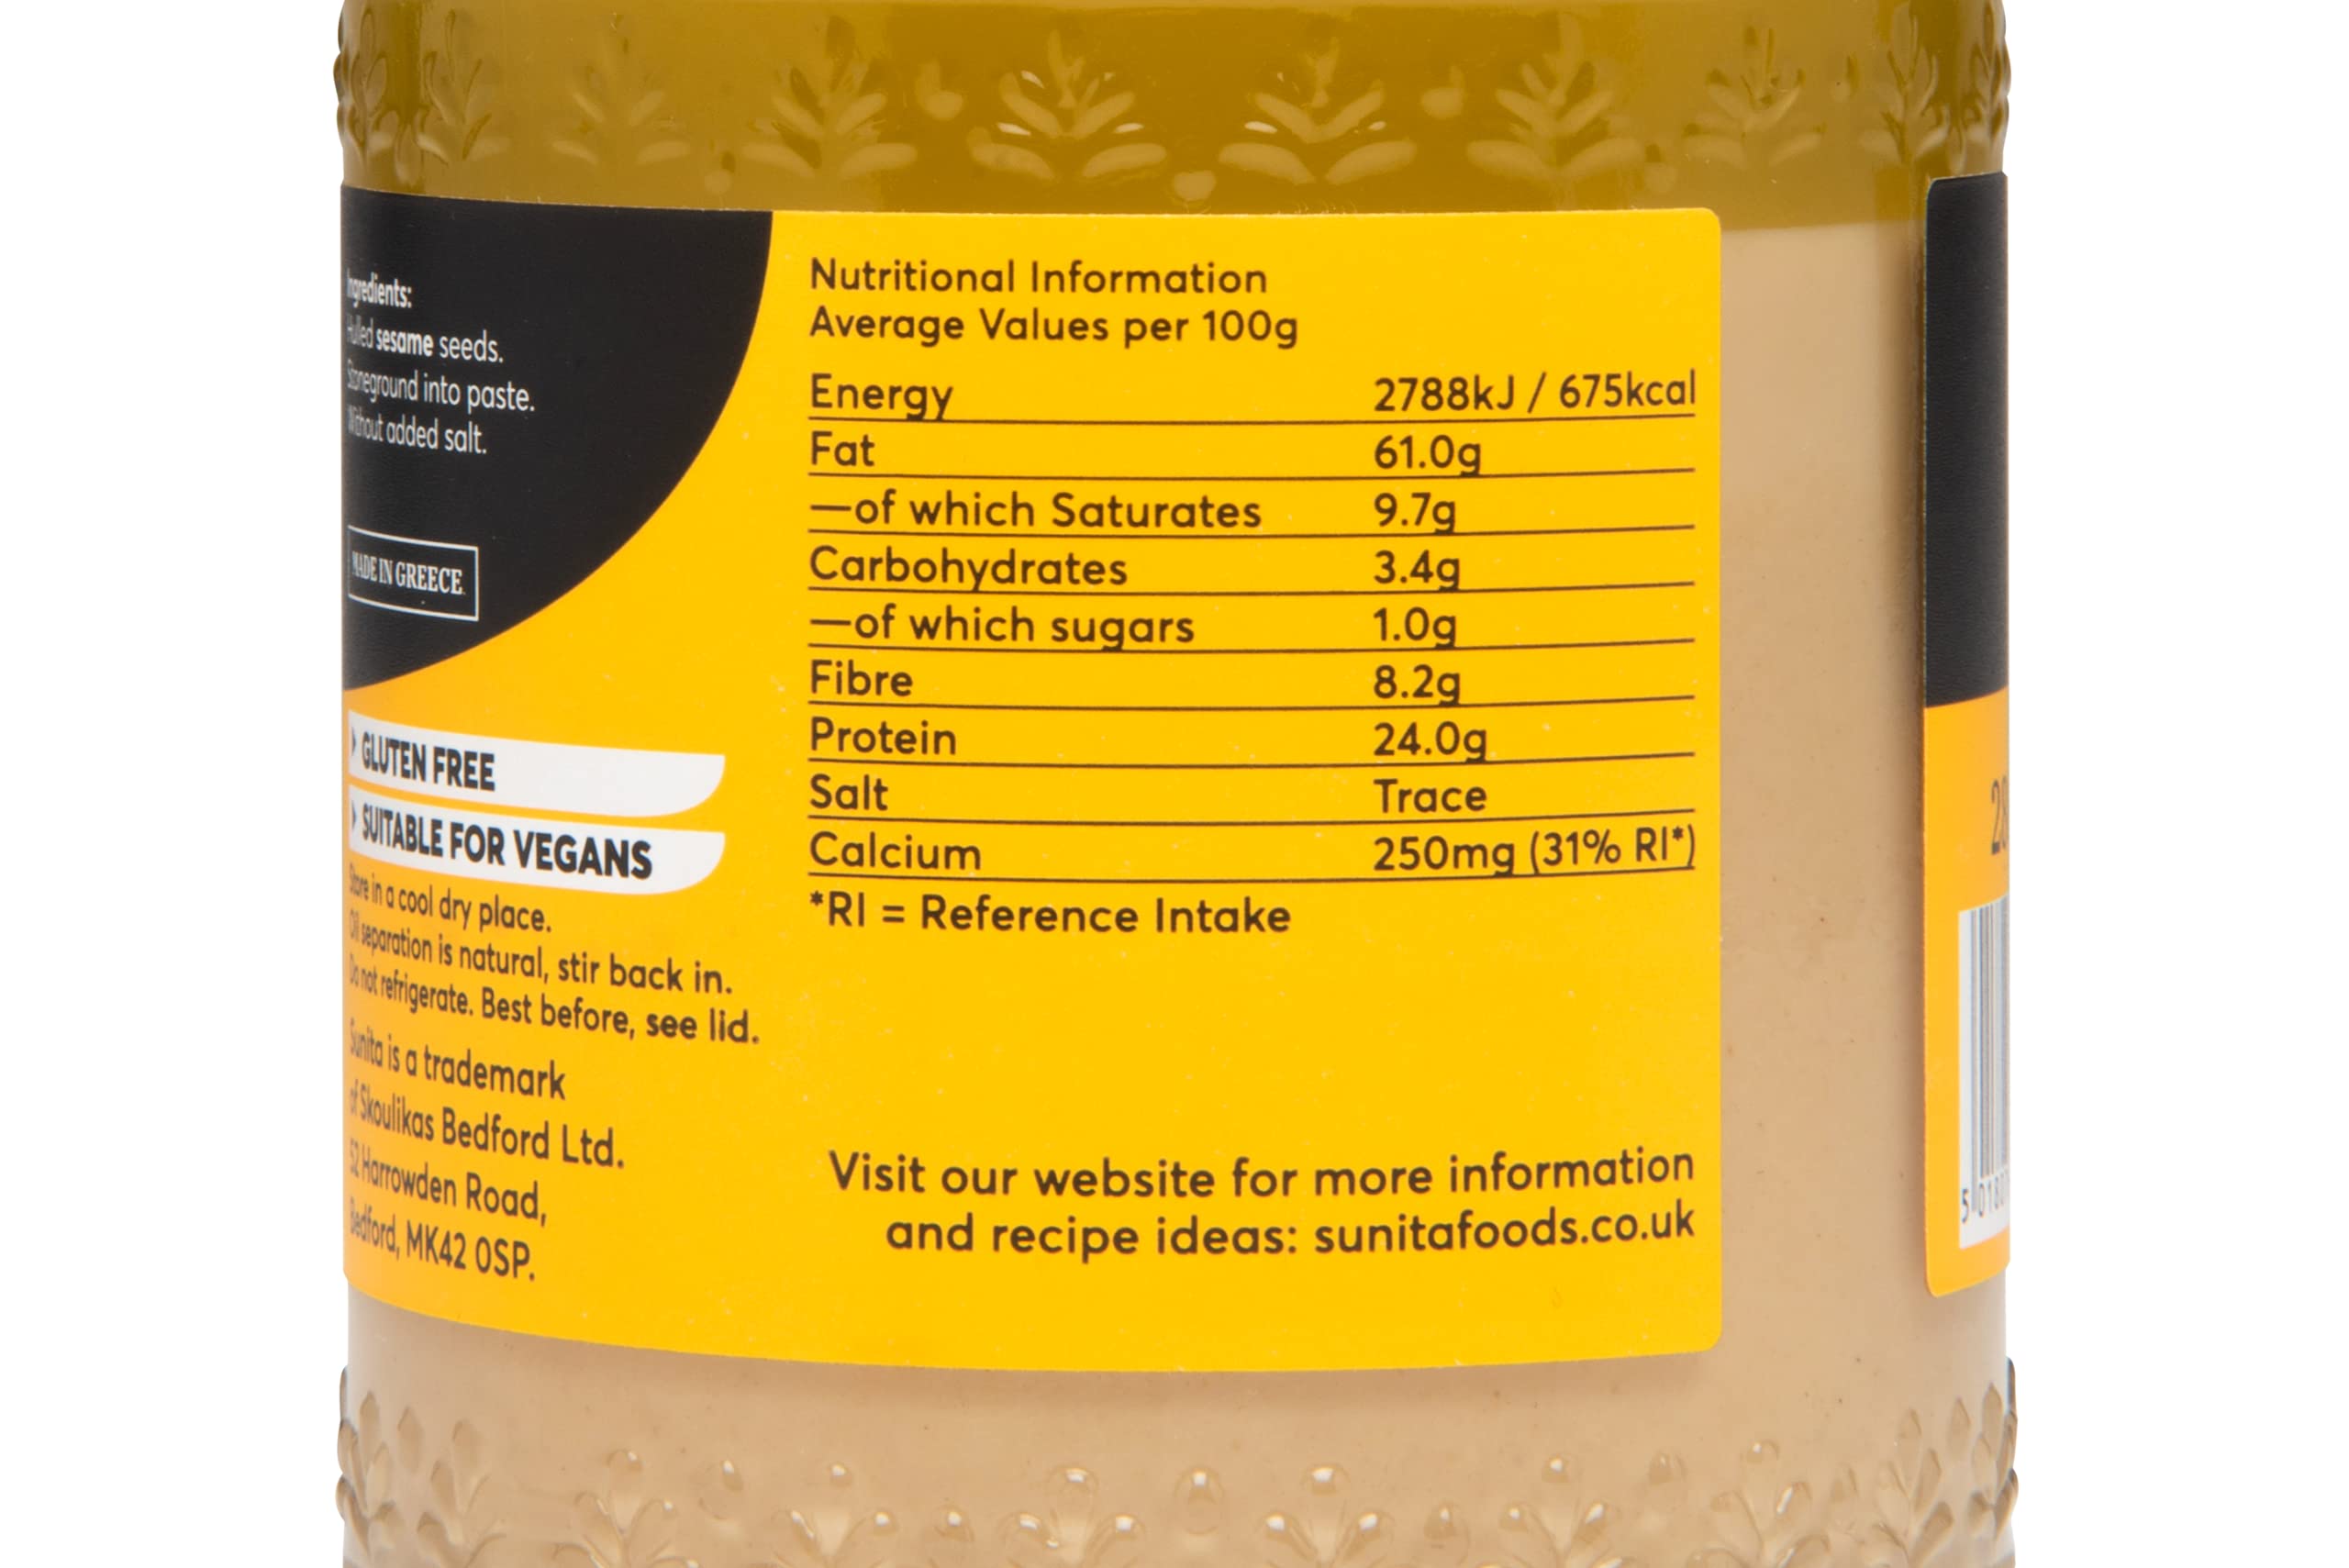 Ingredients:
Hulled sesame seeds.
Stoneground into paste.
Without added salt.
MADE IN GREECE
GLUTEN FREE
SUITABLE FOR VEGANS
Store in a cool dry place.
Oil separation is natural, stir back in.
Do not refrigerate. Best before, see lid.
Sunita is a trademark
of Skoulikas Bedford Ltd.
52 Harrowden Road,
Bedford, MK42 0SP.
Nutritional Information
Average Values per 100g
Energy 2788kJ / 675kcal
Fat 61.0g
—of which Saturates 9.7g
Carbohydrates 3.4g
—of which sugars 1.0g
Fibre 8.2g
Protein 24.0g
Salt Trace
Calcium 250mg (31% RI*)
*RI = Reference Intake
Visit our website for more information
and recipe ideas: sunitafoods.co.uk